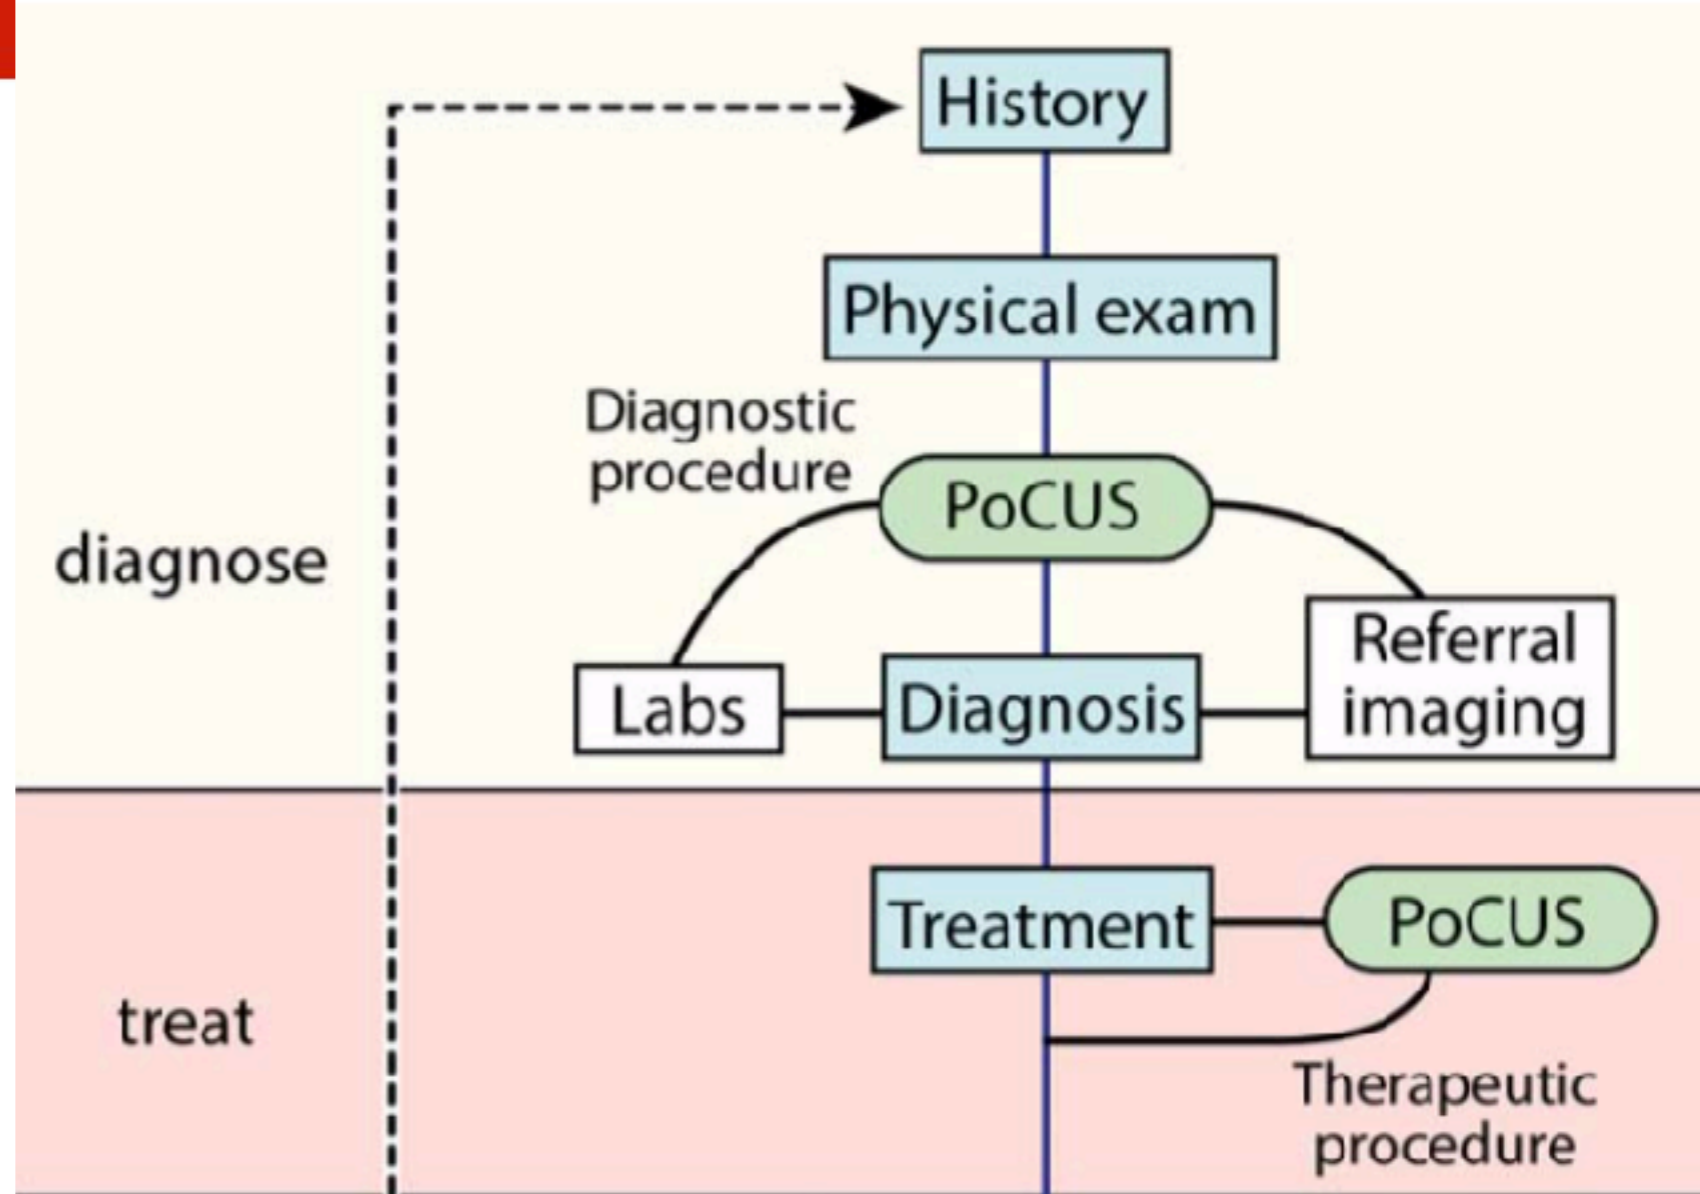 History
Physical exam
Diagnostic
procedure
PoCUS
diagnose
Referral
imaging
Labs
Diagnosis
Treatment
PoCUS
treat
Therapeutic
procedure